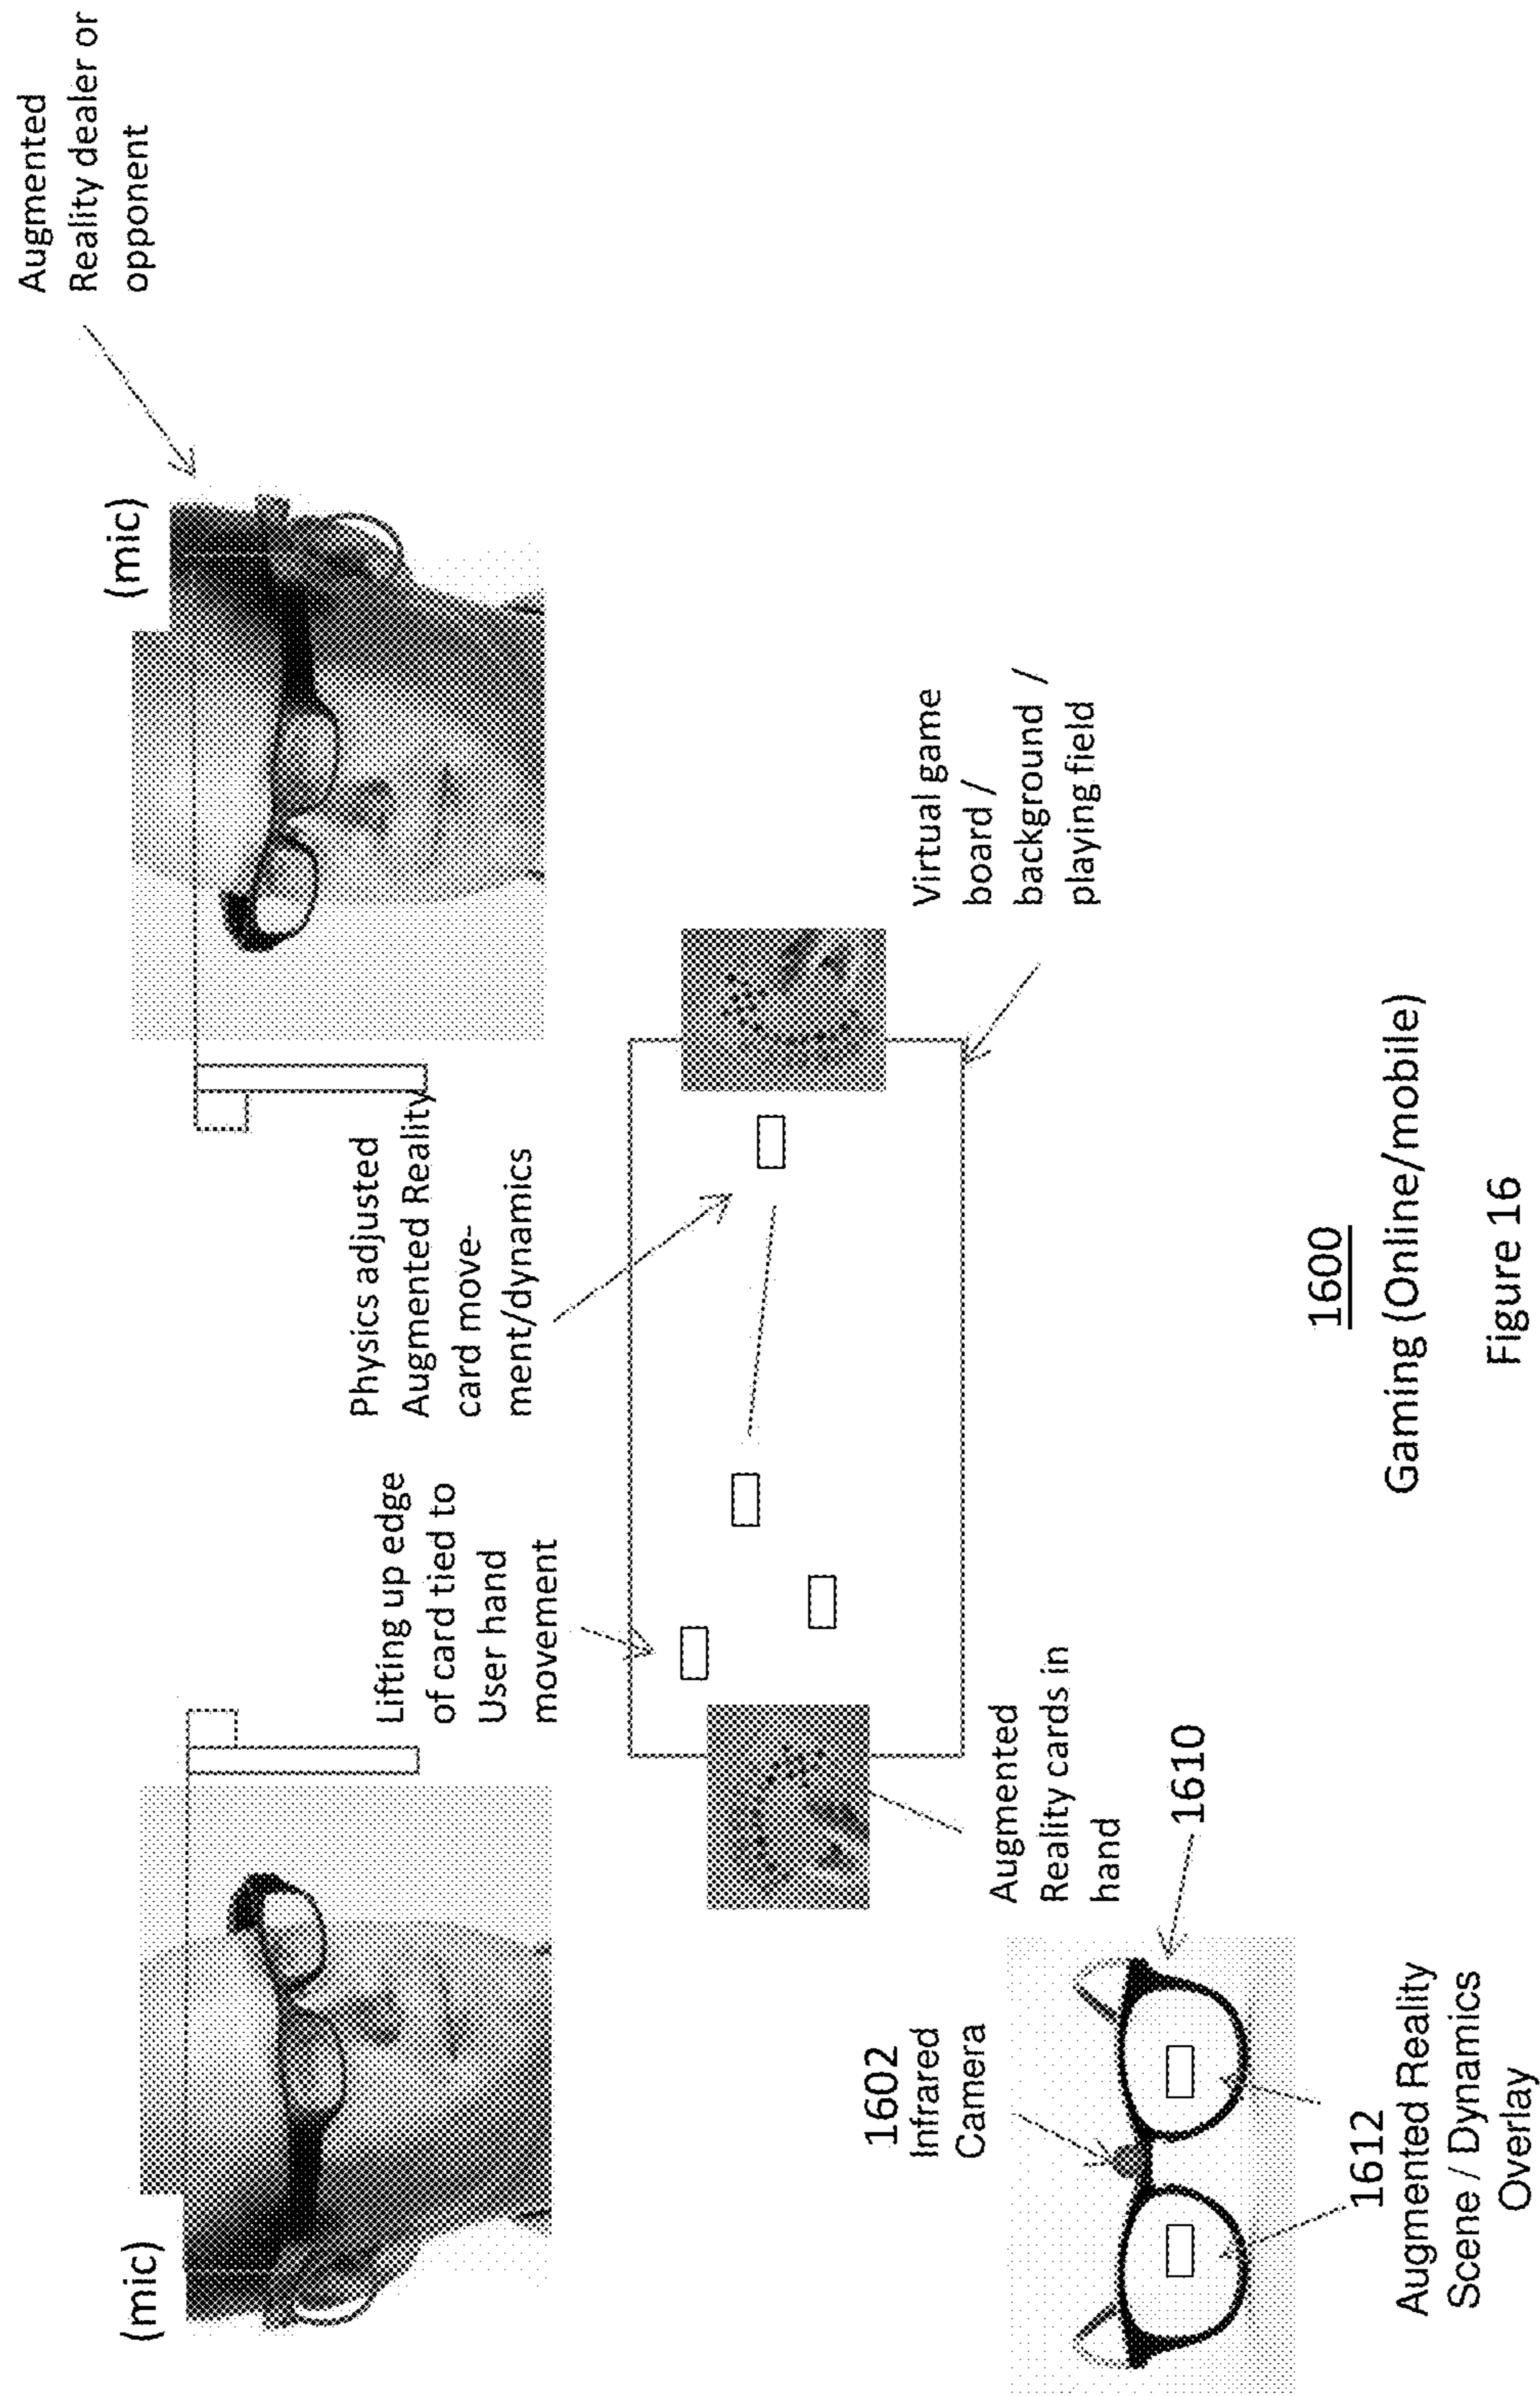 (mic)
(mic)
Augmented
Reality dealer or
opponent
Lifting up edge
of card tied to
User hand
movement
Physics adjusted
Augmented Reality
card move-
ment/dynamics
Augmented
Reality cards in
hand
Virtual game
board /
background /
playing field
1602
Infrared
Camera
1610
1612
Augmented Reality
Scene / Dynamics
Overlay
1600
Gaming (Online/mobile)
Figure 16